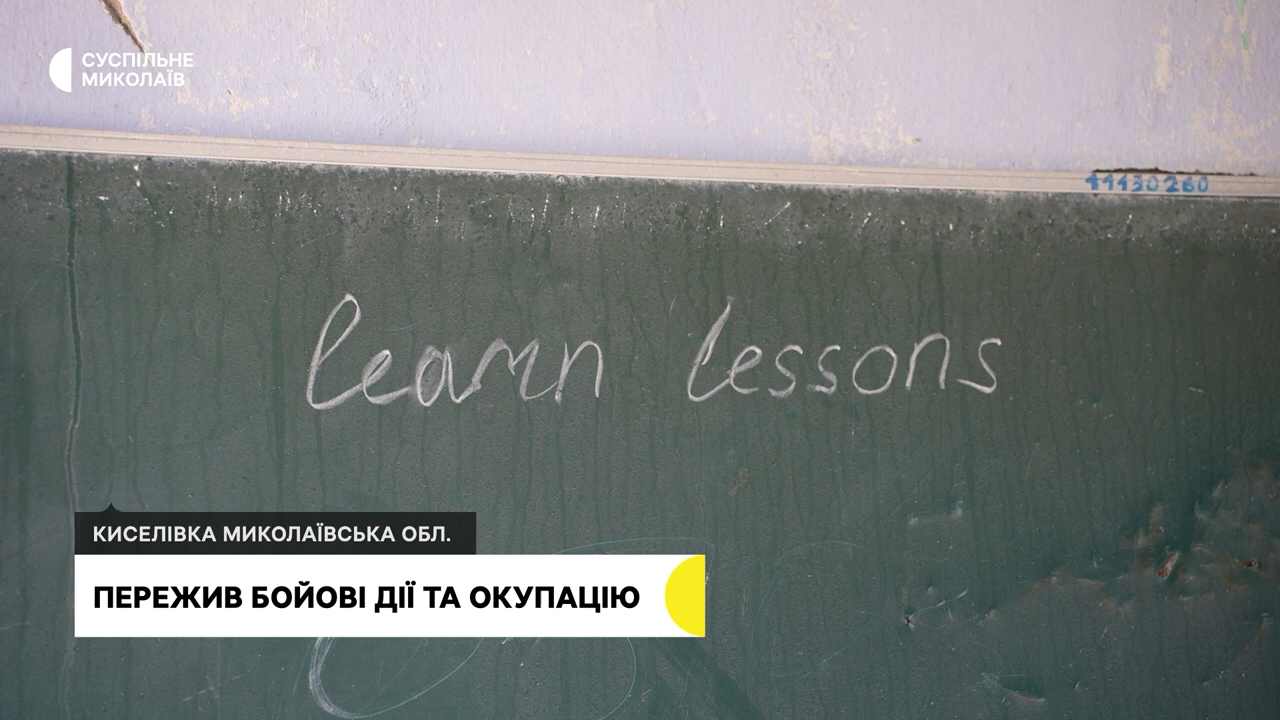 СУСПІЛЬНЕ
МИКОЛАЇВ
11130260
learn lessons
КИСЕЛІВКА МИКОЛАЇВСЬКА ОБЛ.
ПЕРЕЖИВ БОЙОВІ ДІЇ ТА ОКУПАЦІЮ